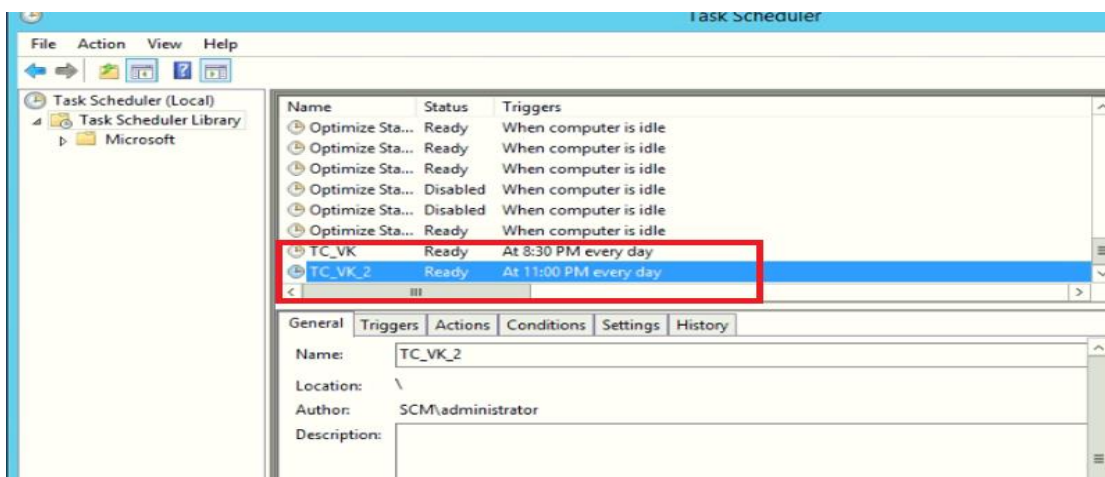 Task Scheduler
File Action View Help
Task Scheduler (Local)
Task Scheduler Library
Microsoft
Name Status Triggers
Optimize Sta... Ready When computer is idle
Optimize Sta... Ready When computer is idle
Optimize Sta... Ready When computer is idle
Optimize Sta... Disabled When computer is idle
Optimize Sta... Disabled When computer is idle
Optimize Sta... Ready When computer is idle
TC_VK Ready At 8:30 PM every day
TC_VK_2 Ready At 11:00 PM every day
General Triggers Actions Conditions Settings History
Name: TC_VK_2
Location: \
Author: SCM\administrator
Description: